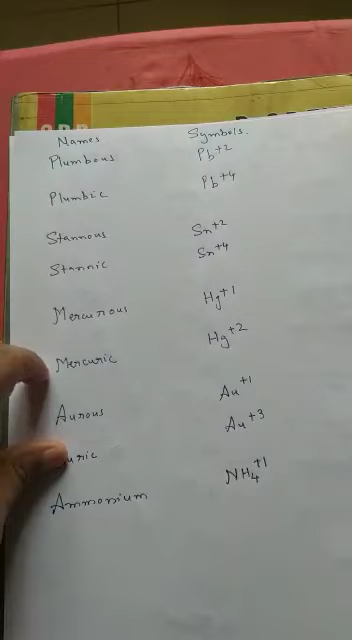 Names Symbols.
Plumbous Pb+2
Plumbic Pb+4
Stannous Sn+2
Stannic Sn+4
Mercurous Hg+1
Mercuric Hg+2
Aurous Au+1
uric Au+3
Ammonium NH4+1